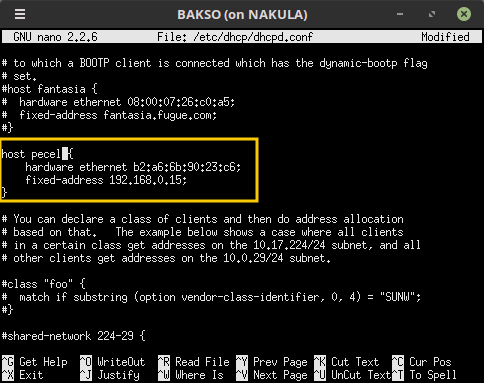 BAKSO (on NAKULA)
GNU nano 2.2.6 File: /etc/dhcp/dhcpd.conf Modified
# to which a BOOTP client is connected which has the dynamic-bootp flag
# set.
#host fantasia {
#  hardware ethernet 08:00:07:26:c0:a5;
#  fixed-address fantasia.fugue.com;
#}
host pecel {
    hardware ethernet b2:a6:6b:90:23:c6;
    fixed-address 192.168.0.15;
}
# You can declare a class of clients and then do address allocation
# based on that.   The example below shows a case where all clients
# in a certain class get addresses on the 10.17.224/24 subnet, and all
# other clients get addresses on the 10.0.29/24 subnet.
#class "foo" {
#  match if substring (option vendor-class-identifier, 0, 4) = "SUNW";
#}
#shared-network 224-29 {
^G Get Help ^O WriteOut ^R Read File ^Y Prev Page ^K Cut Text ^C Cur Pos
^X Exit ^J Justify ^W Where Is ^V Next Page ^U UnCut Text ^T To Spell